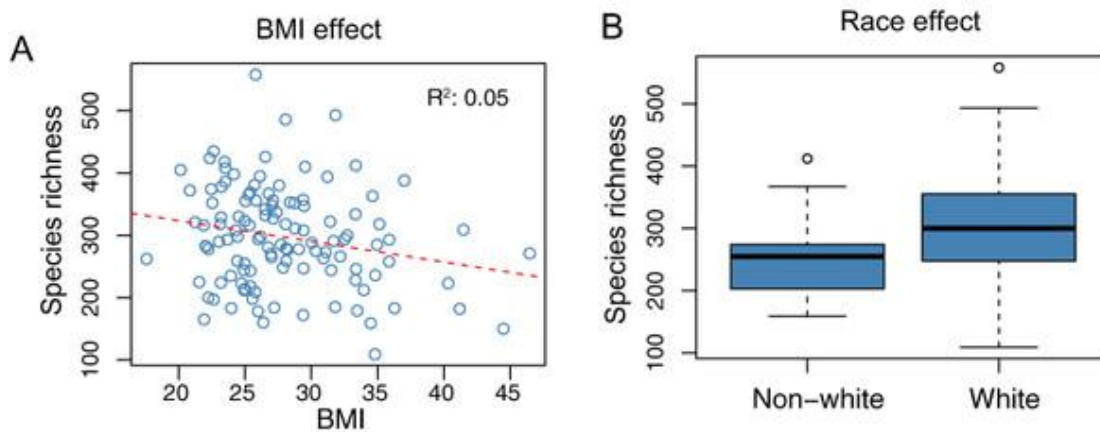 A
BMI effect
R²: 0.05
Species richness
500
400
300
200
100
20 25 30 35 40 45
BMI
B
Race effect
Species richness
500
400
300
200
100
Non-white White